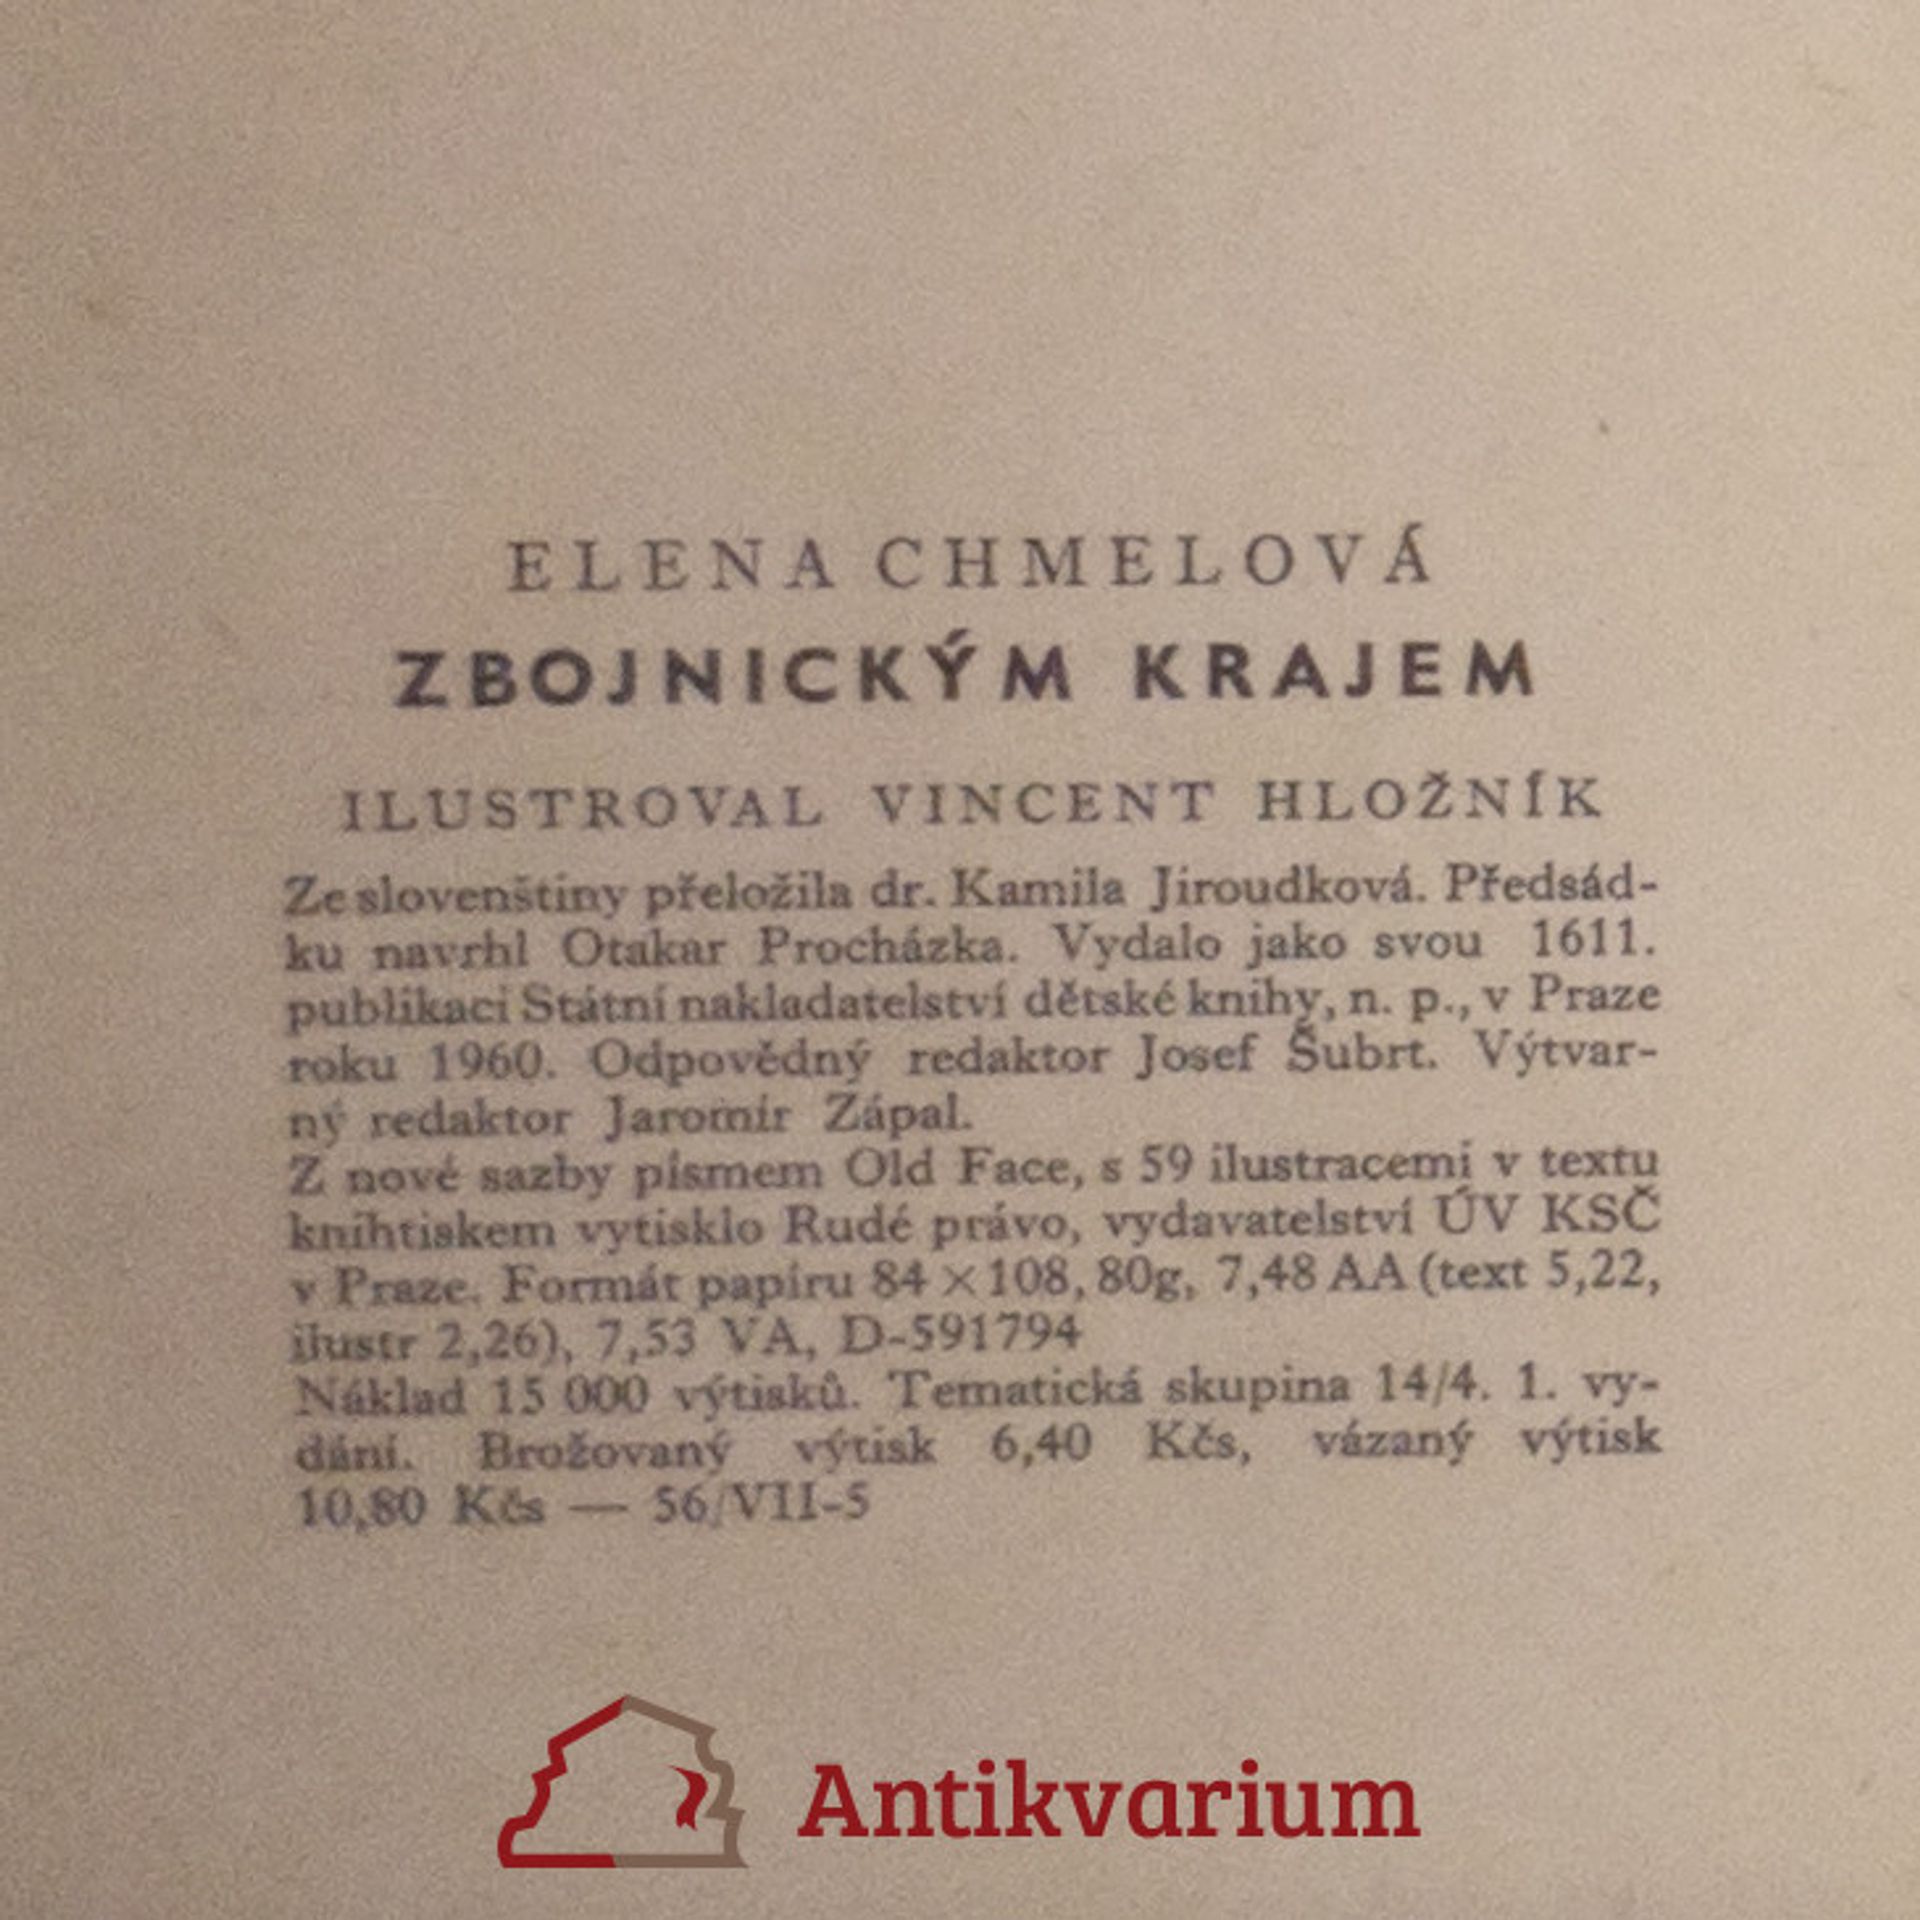 ELENA CHMELOVÁ
ZBOJNICKÝM KRAJEM
ILUSTROVAL VINCENT HLOŽNÍK
Ze slovenštiny přeložila dr. Kamila Jiroudková. Předsád-
ku navrhl Otakar Procházka. Vydalo jako svou 1611.
publikaci Státní nakladatelství dětské knihy, n. p., v Praze
roku 1960. Odpovědný redaktor Josef Šubrt. Výtvar-
ný redaktor Jaromír Zápal.
Z nové sazby písmem Old Face, s 59 ilustracemi v textu
knihtiskem vytisklo Rudé právo, vydavatelství ÚV KSČ
v Praze. Formát papíru 84 × 108, 80g, 7,48 AA (text 5,22,
ilustr 2,26), 7,53 VA, D-591794
Náklad 15 000 výtisků. Tematická skupina 14/4. 1. vy-
dání. Brožovaný výtisk 6,40 Kčs, vázaný výtisk
10,80 Kčs — 56/VII-5
Antikvarium